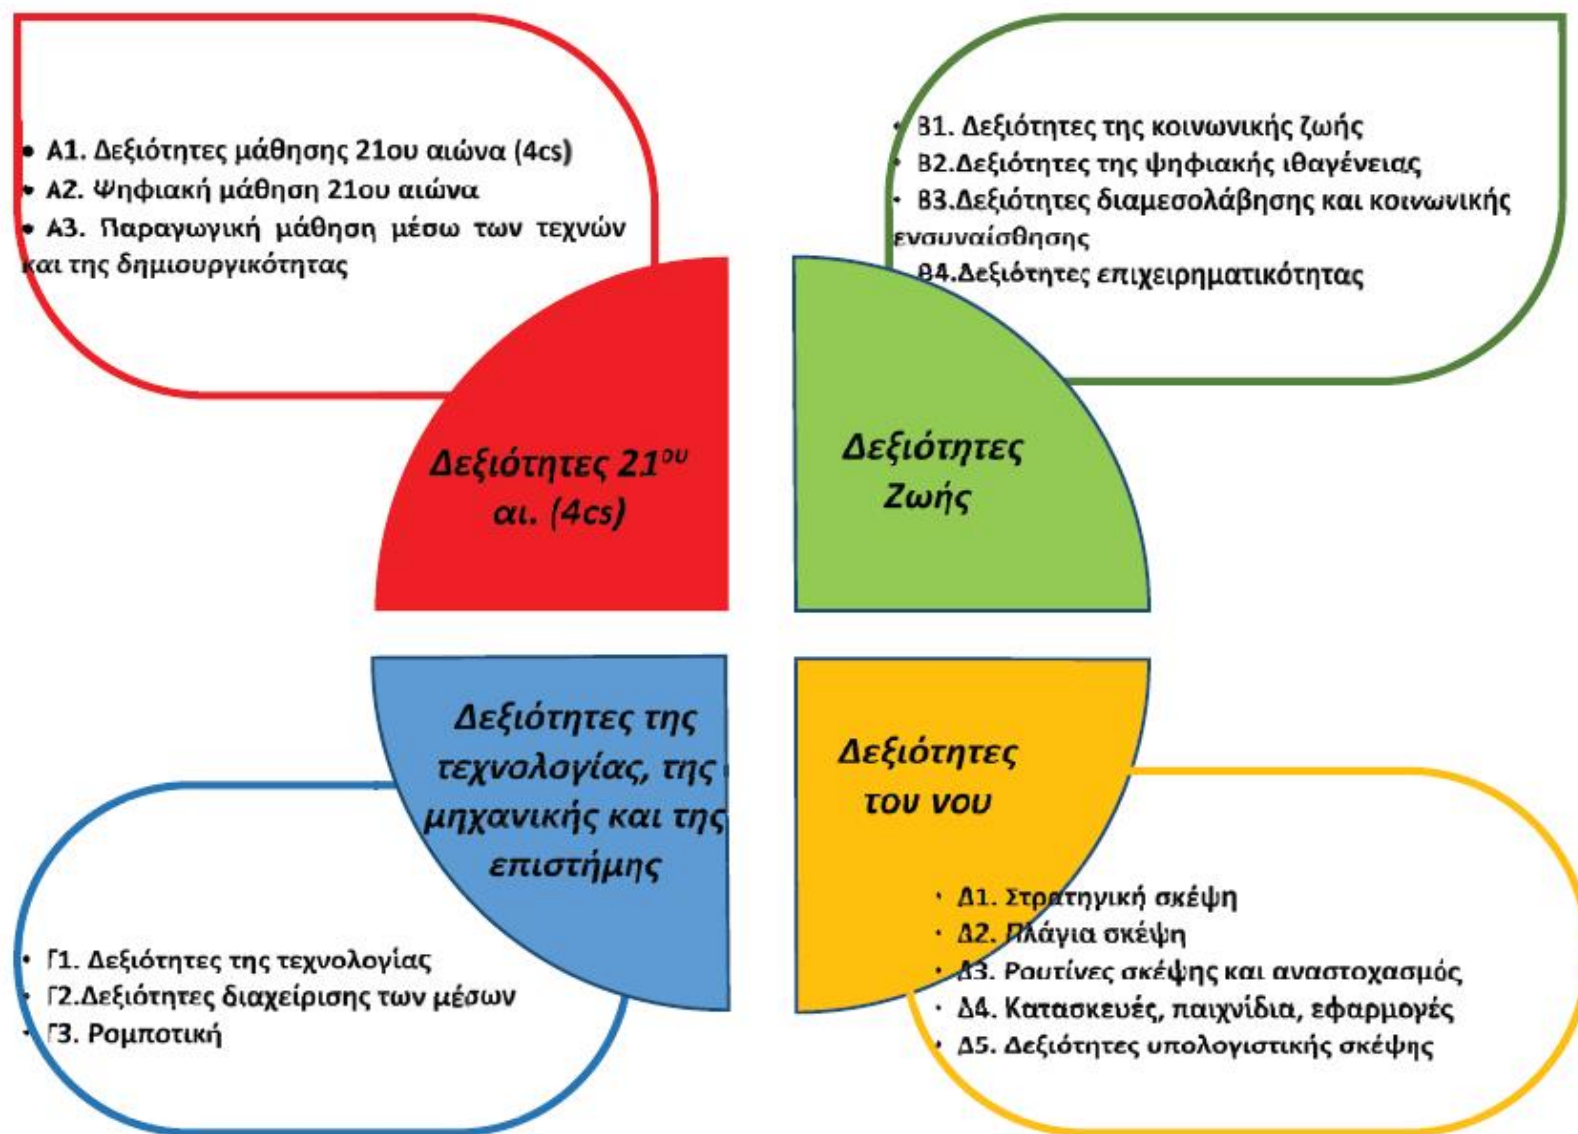 • Α1. Δεξιότητες μάθησης 21ου αιώνα (4cs)
• Α2. Ψηφιακή μάθηση 21ου αιώνα
• Α3. Παραγωγική μάθηση μέσω των τεχνών
και της δημιουργικότητας
• Β1. Δεξιότητες της κοινωνικής ζωής
• Β2.Δεξιότητες της ψηφιακής ιθαγένειας
• Β3.Δεξιότητες διαμεσολάβησης και κοινωνικής
ενσυναίσθησης
Β4.Δεξιότητες επιχειρηματικότητας
Δεξιότητες 21ου
αι. (4cs)
Δεξιότητες
Ζωής
Δεξιότητες της
τεχνολογίας, της
μηχανικής και της
επιστήμης
Δεξιότητες
του νου
• Γ1. Δεξιότητες της τεχνολογίας
• Γ2.Δεξιότητες διαχείρισης των μέσων
• Γ3. Ρομποτική
• Δ1. Στρατηγική σκέψη
• Δ2. Πλάγια σκέψη
• Δ3. Ρουτίνες σκέψης και αναστοχασμός
• Δ4. Κατασκευές, παιχνίδια, εφαρμογές
• Δ5. Δεξιότητες υπολογιστικής σκέψης